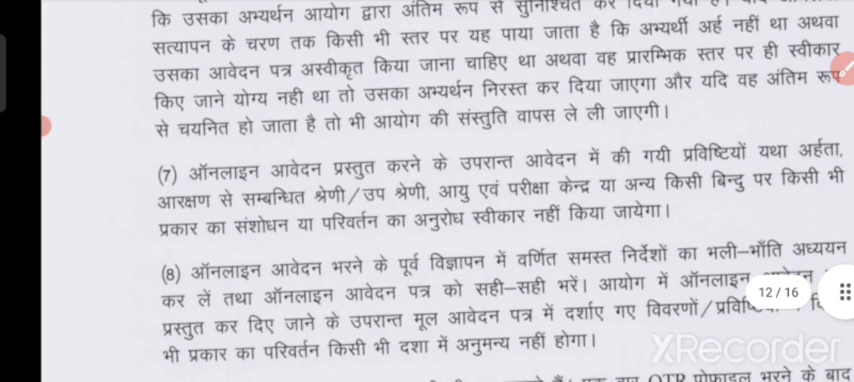 कि उसका अभ्यर्थन आयोग द्वारा अंतिम रूप से सुनिश्चित कर दिया गया
सत्यापन के चरण तक किसी भी स्तर पर यह पाया जाता है कि अभ्यर्थी अर्ह नहीं था अथवा
उसका आवेदन पत्र अस्वीकृत किया जाना चाहिए था अथवा वह प्रारम्भिक स्तर पर ही स्वीकार
किए जाने योग्य नही था तो उसका अभ्यर्थन निरस्त कर दिया जाएगा और यदि वह अंतिम रूप
से चयनित हो जाता है तो भी आयोग की संस्तुति वापस ले ली जाएगी।
(7) ऑनलाइन आवेदन प्रस्तुत करने के उपरान्त आवेदन में की गयी प्रविष्टियों यथा अर्हता,
आरक्षण से सम्बन्धित श्रेणी/उप श्रेणी, आयु एवं परीक्षा केन्द्र या अन्य किसी बिन्दु पर किसी भी
प्रकार का संशोधन या परिवर्तन का अनुरोध स्वीकार नहीं किया जायेगा।
(8) ऑनलाइन आवेदन भरने के पूर्व विज्ञापन में वर्णित समस्त निर्देशों का भली–भाँति अध्ययन
कर लें तथा ऑनलाइन आवेदन पत्र को सही–सही भरें। आयोग में ऑनलाइन
12 / 16
प्रस्तुत कर दिए जाने के उपरान्त मूल आवेदन पत्र में दर्शाए गए विवरणों/
भी प्रकार का परिवर्तन किसी भी दशा में अनुमन्य नहीं होगा।
XRecorder
OTR प्रोफाइल भरने के बाद